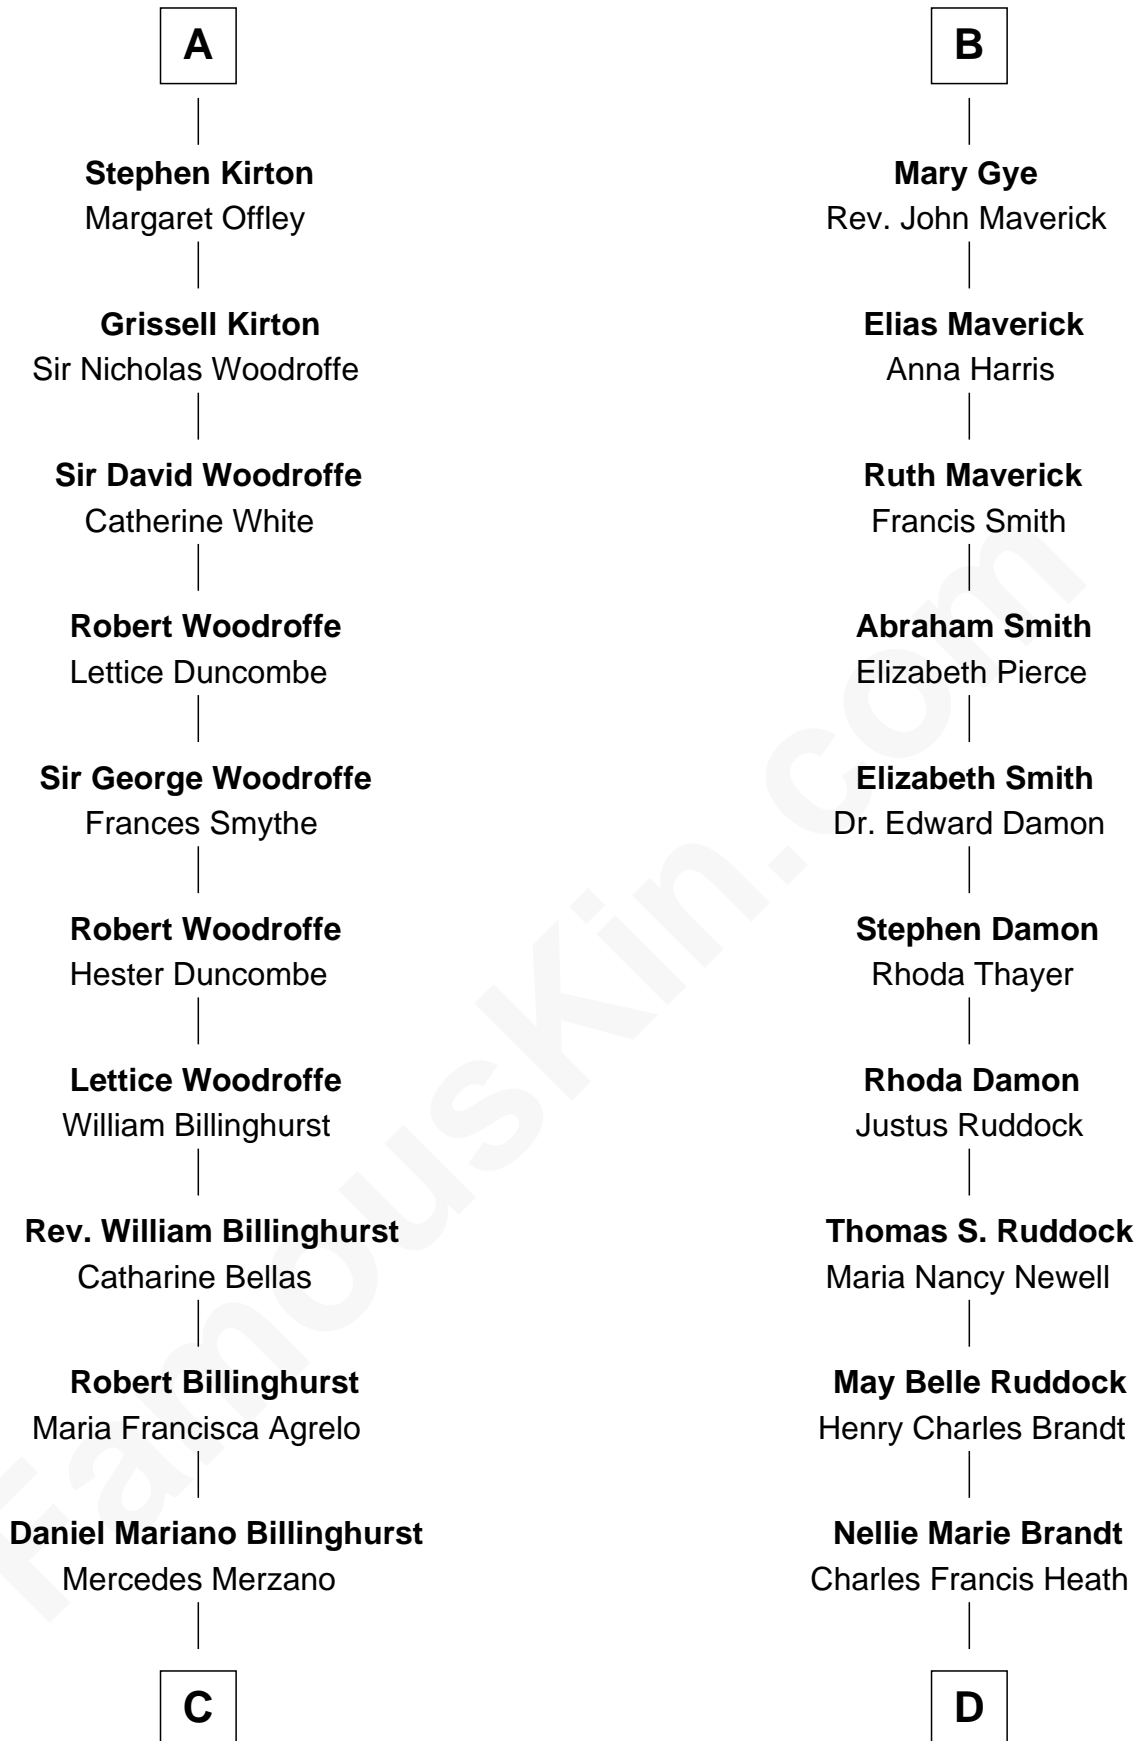 A
Stephen Kirton
Margaret Offley
Grissell Kirton
Sir Nicholas Woodroffe
Sir David Woodroffe
Catherine White
Robert Woodroffe
Lettice Duncombe
Sir George Woodroffe
Frances Smythe
Robert Woodroffe
Hester Duncombe
Lettice Woodroffe
William Billinghurst
Rev. William Billinghurst
Catharine Bellas
Robert Billinghurst
Maria Francisca Agrelo
Daniel Mariano Billinghurst
Mercedes Merzano
C
B
Mary Gye
Rev. John Maverick
Elias Maverick
Anna Harris
Ruth Maverick
Francis Smith
Abraham Smith
Elizabeth Pierce
Elizabeth Smith
Dr. Edward Damon
Stephen Damon
Rhoda Thayer
Rhoda Damon
Justus Ruddock
Thomas S. Ruddock
Maria Nancy Newell
May Belle Ruddock
Henry Charles Brandt
Nellie Marie Brandt
Charles Francis Heath
D
FamousKin.com